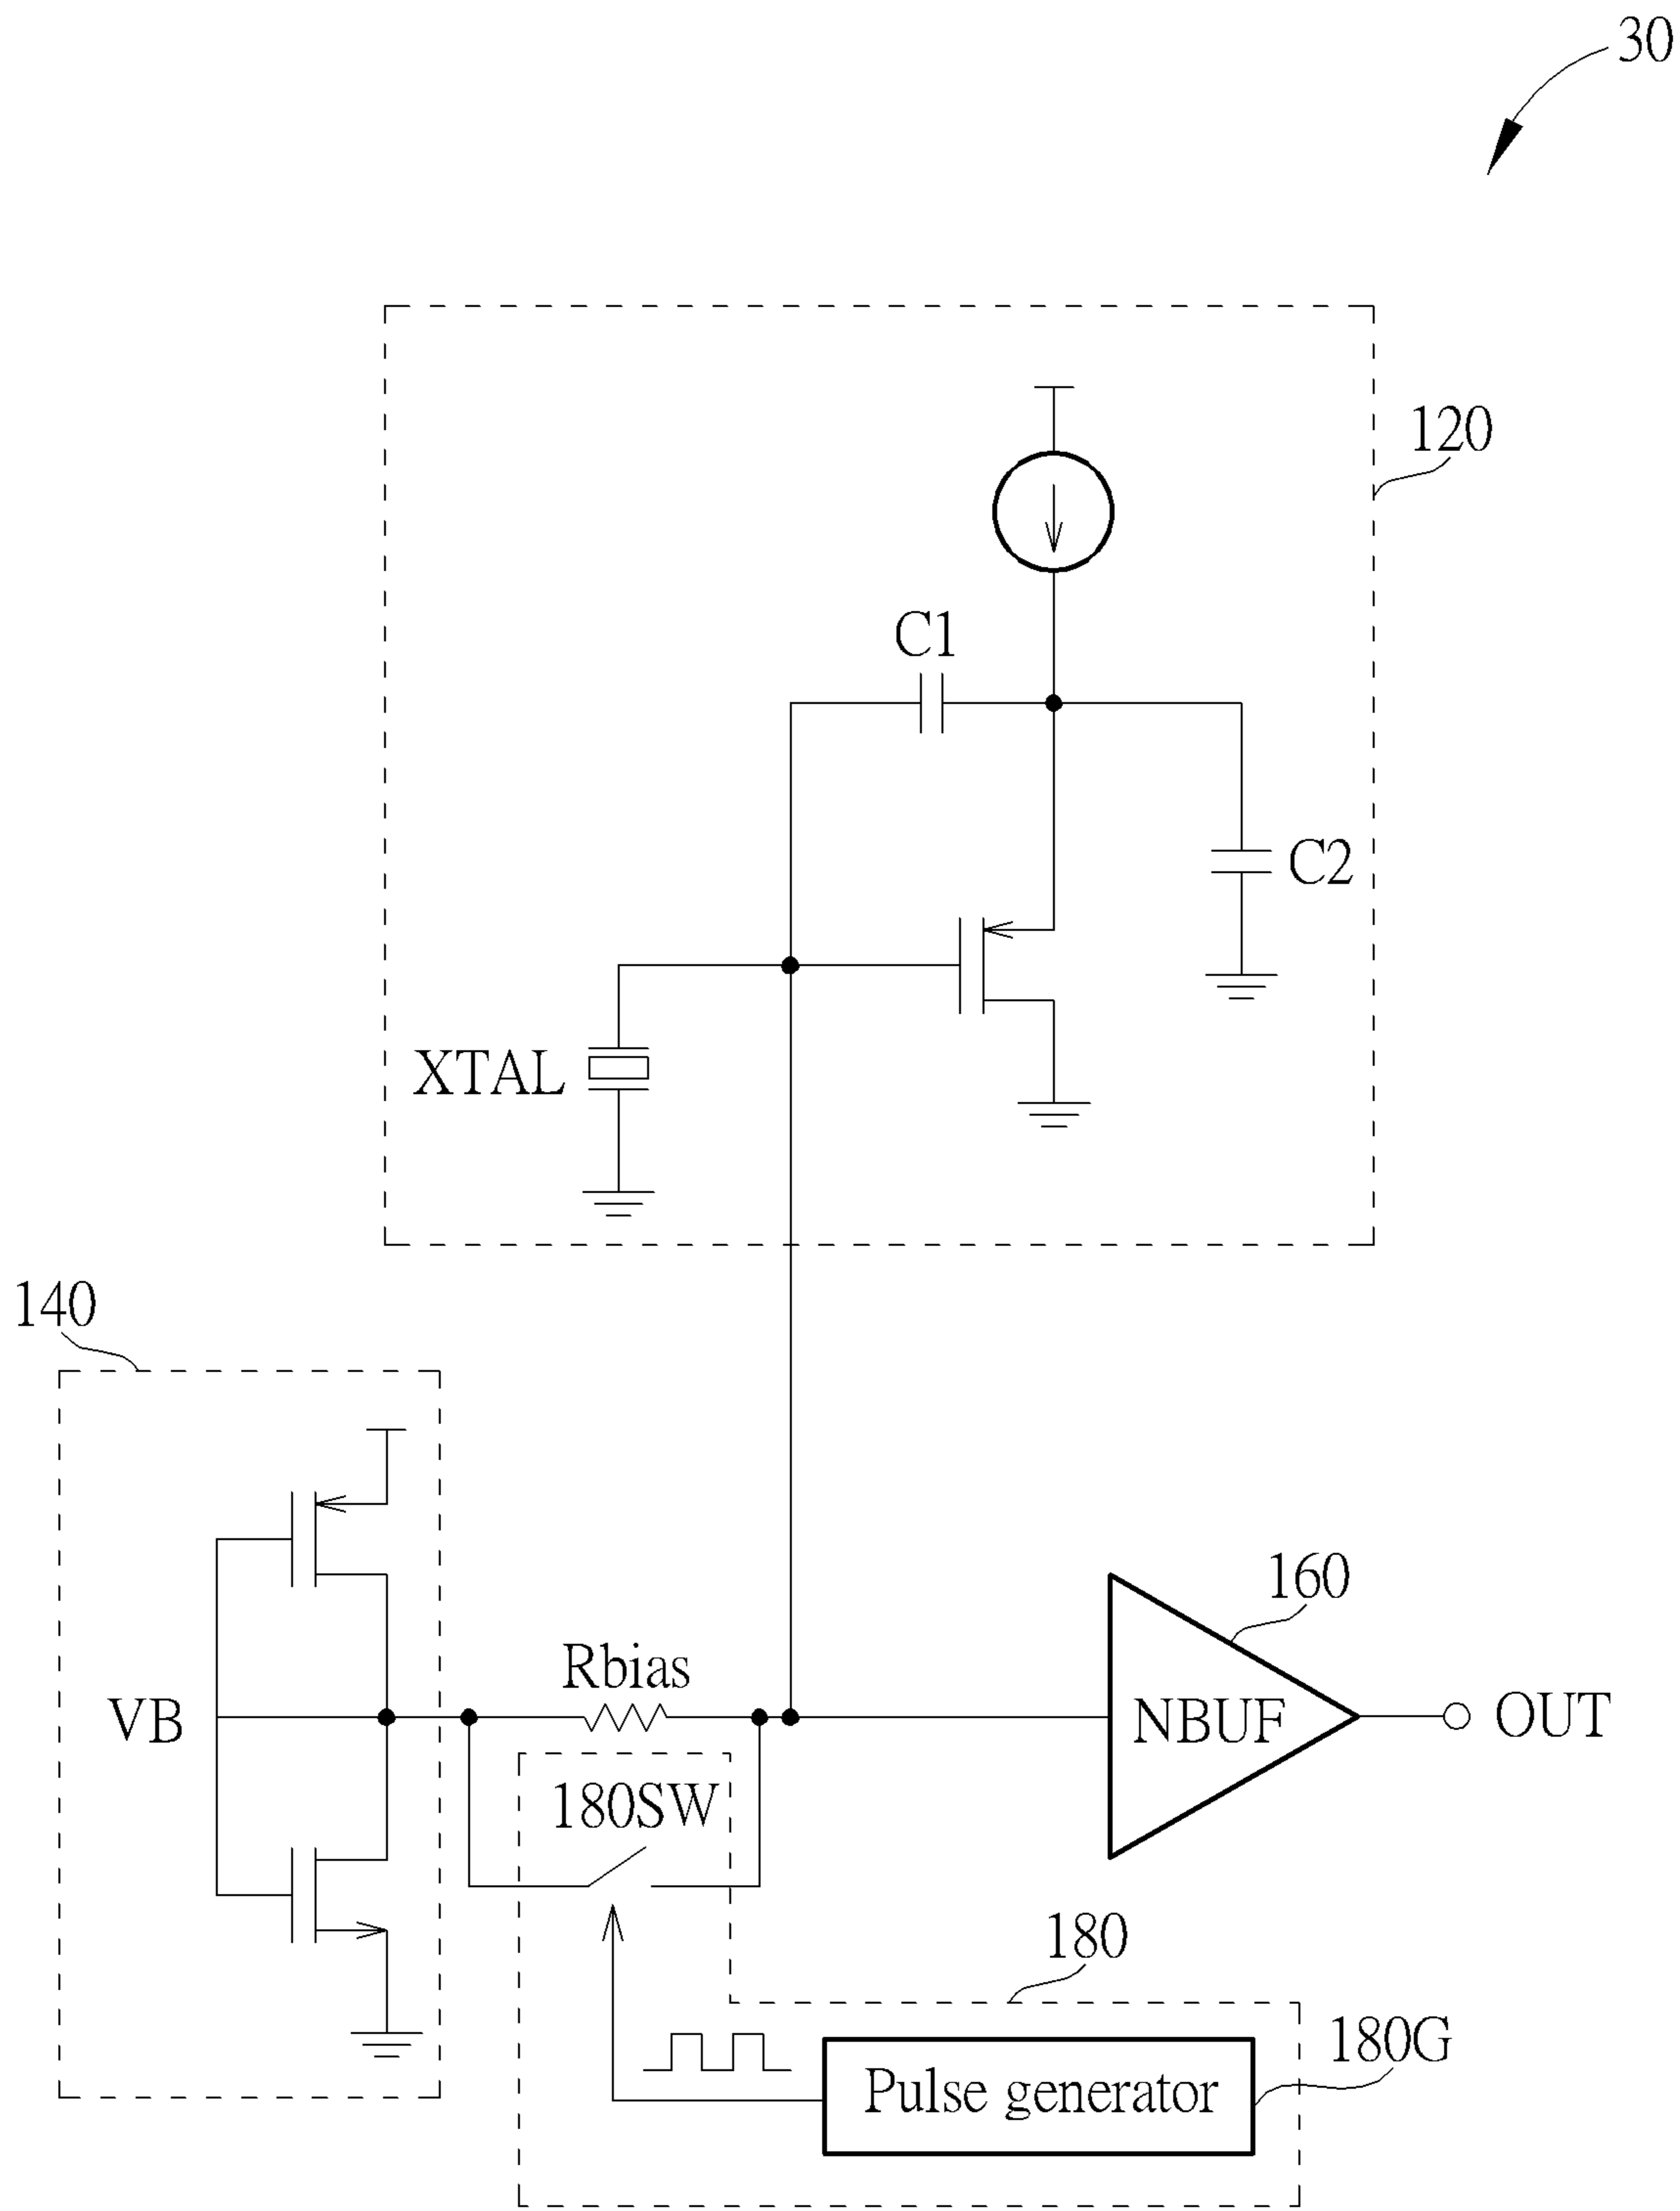 30
120
C1
C2
XTAL
140
160
Rbias
VB
NBUF
OUT
180SW
180
180G
Pulse generator